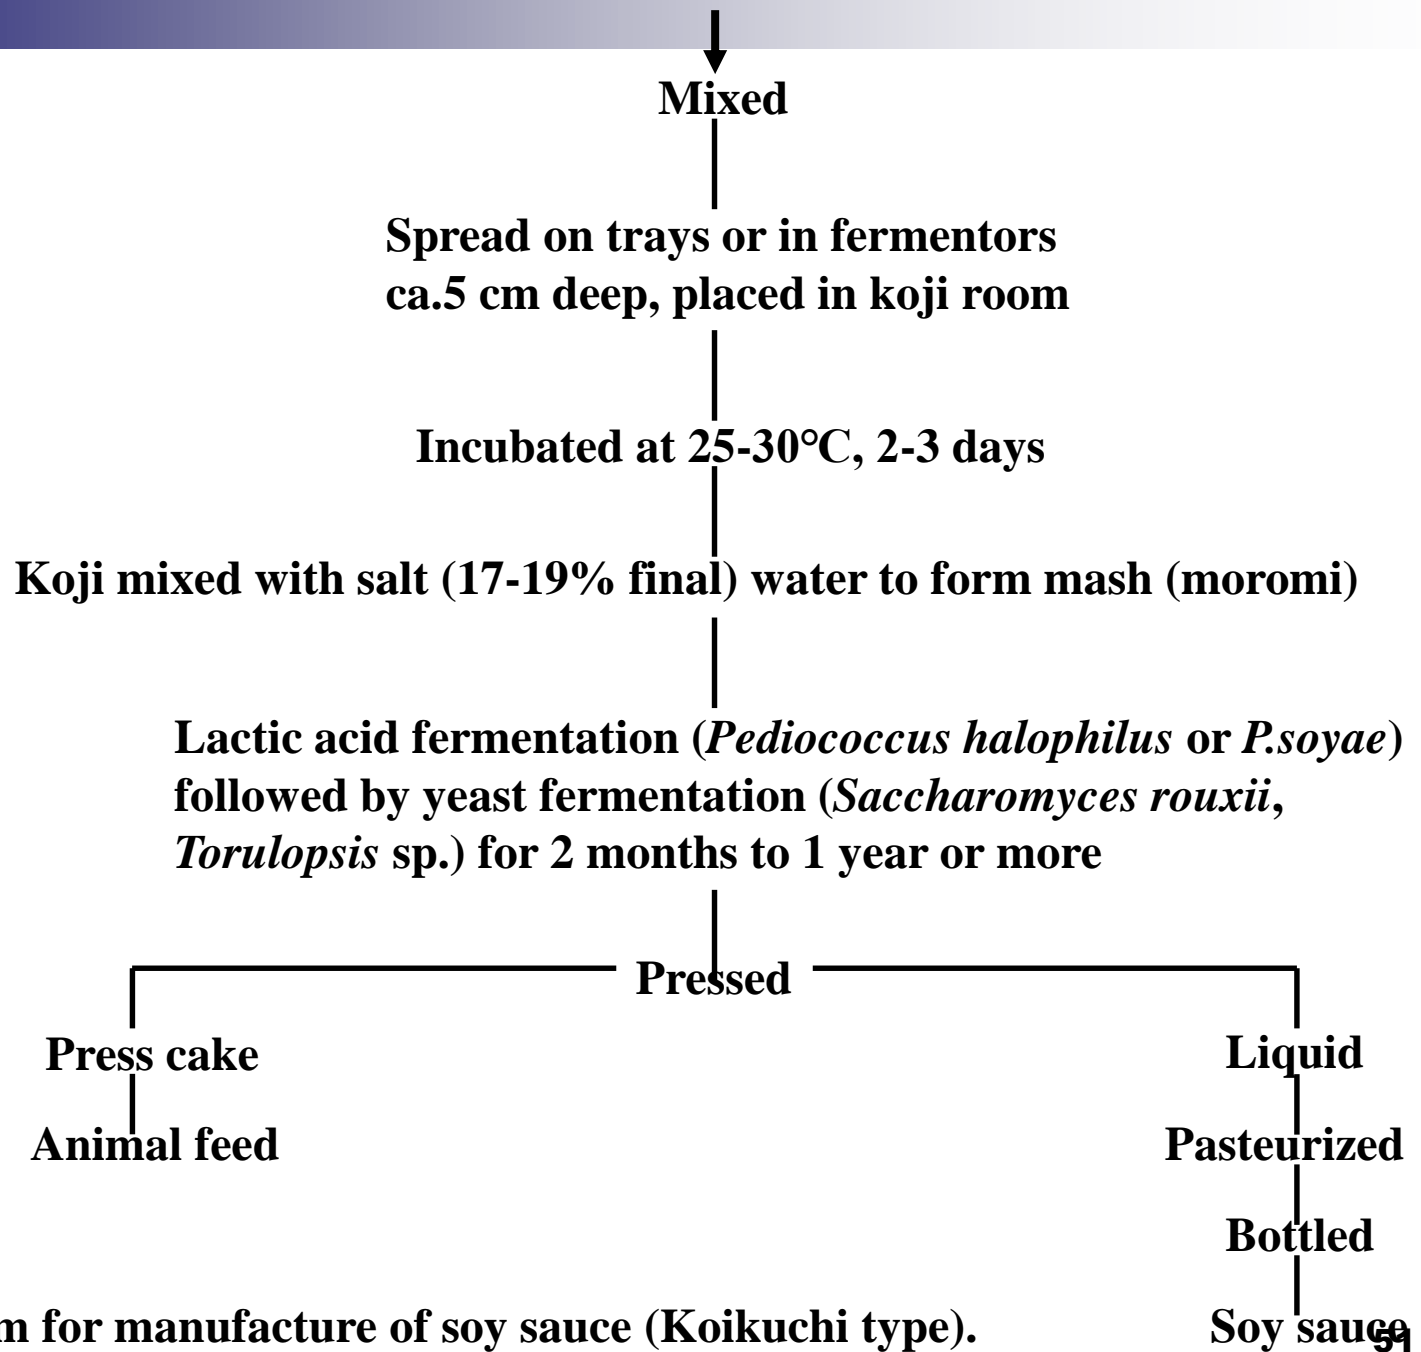 Mixed
Spread on trays or in fermentors
ca.5 cm deep, placed in koji room
Incubated at 25-30°C, 2-3 days
Koji mixed with salt (17-19% final) water to form mash (moromi)
Lactic acid fermentation (Pediococcus halophilus or P.soyae)
followed by yeast fermentation (Saccharomyces rouxii,
Torulopsis sp.) for 2 months to 1 year or more
Pressed
Press cake
Liquid
Animal feed
Pasteurized
Bottled
m for manufacture of soy sauce (Koikuchi type).
Soy sauce
51